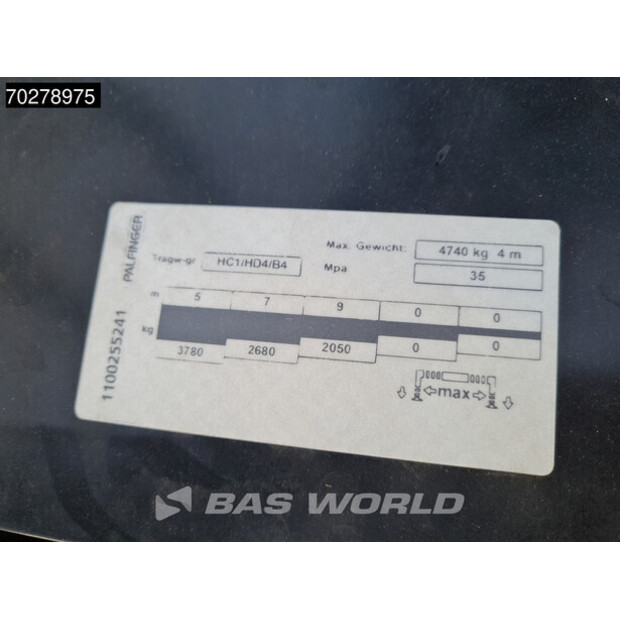 70278975
PALFINGER
1100255241
Tragw-gr HC1/HD4/B4
Max. Gewicht: 4740 kg 4 m
Mpa 35
m 5 7 9 0 0
kg 3780 2680 2050 0 0
max
BAS WORLD